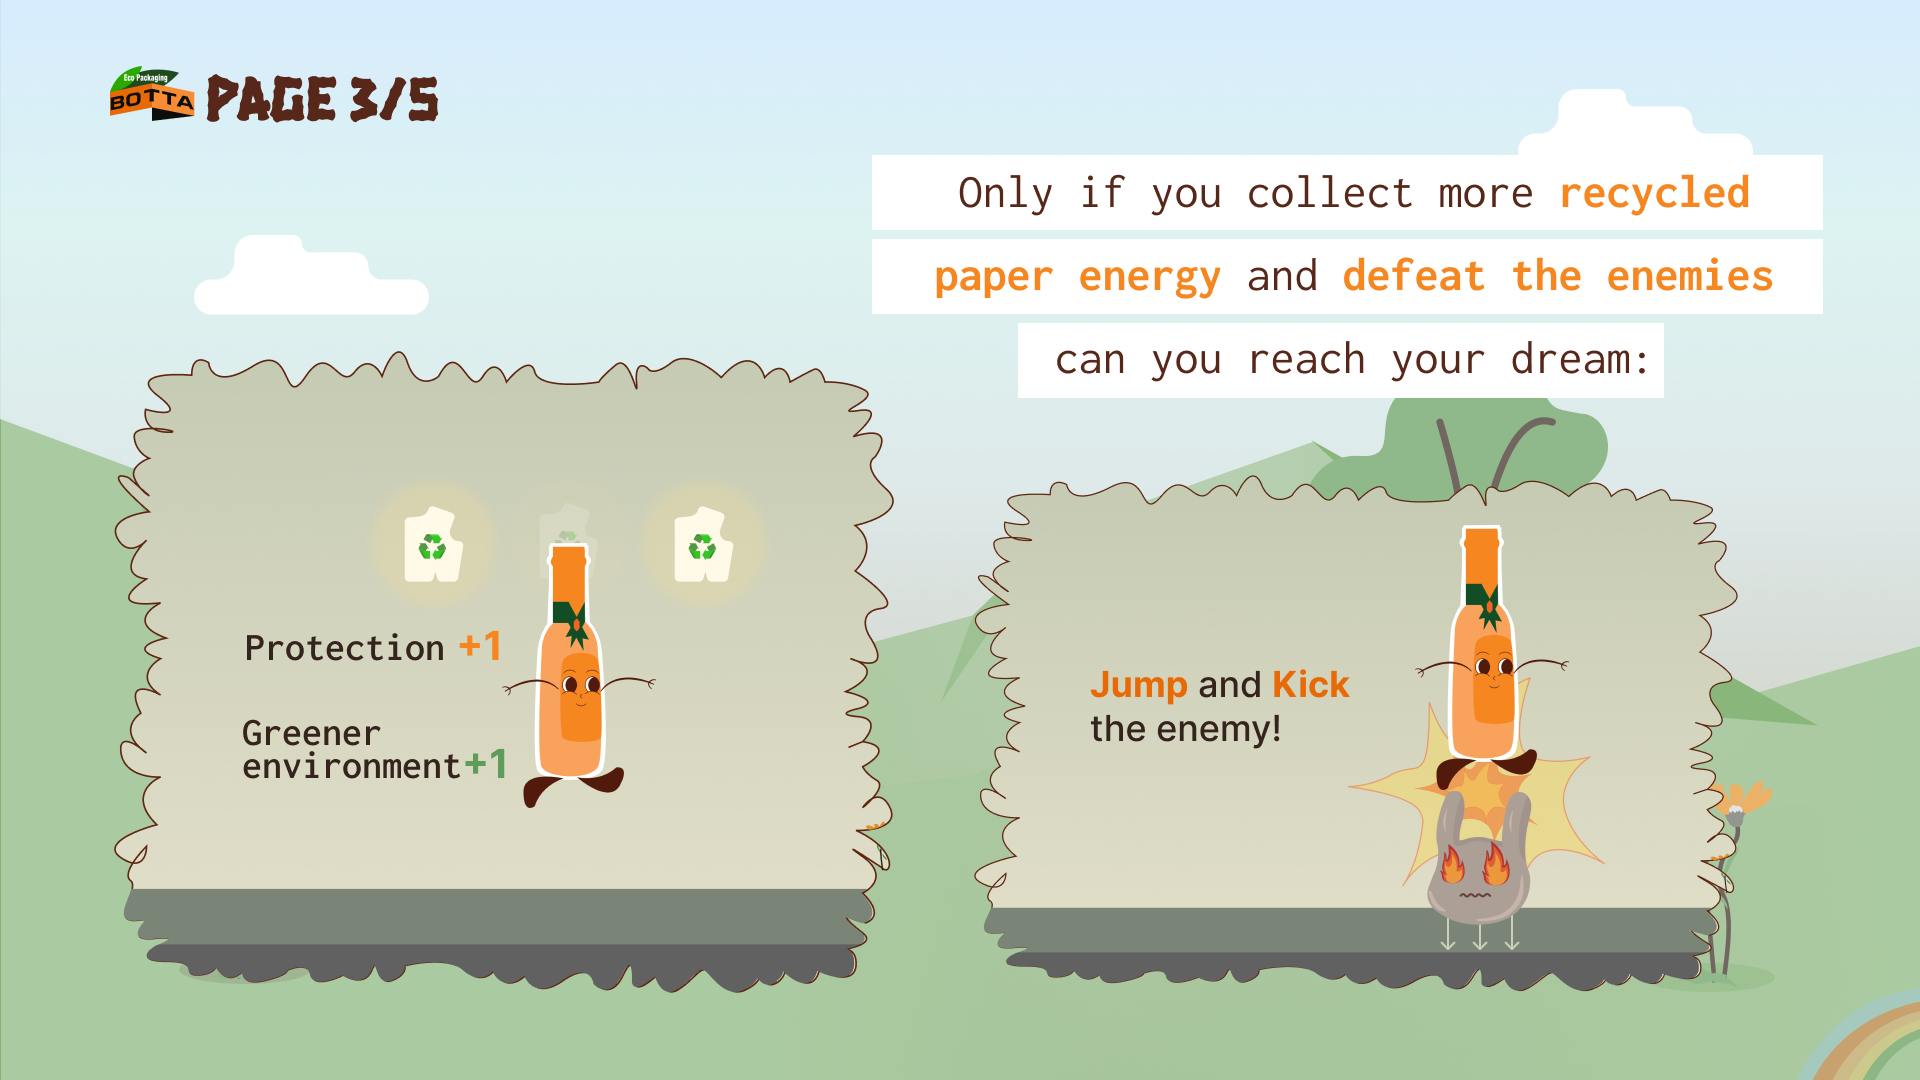 Eco Packaging
BOTTA
PAGE 3/5
Only if you collect more recycled
paper energy and defeat the enemies
can you reach your dream:
Protection +1
Greener
environment+1
Jump and Kick
the enemy!